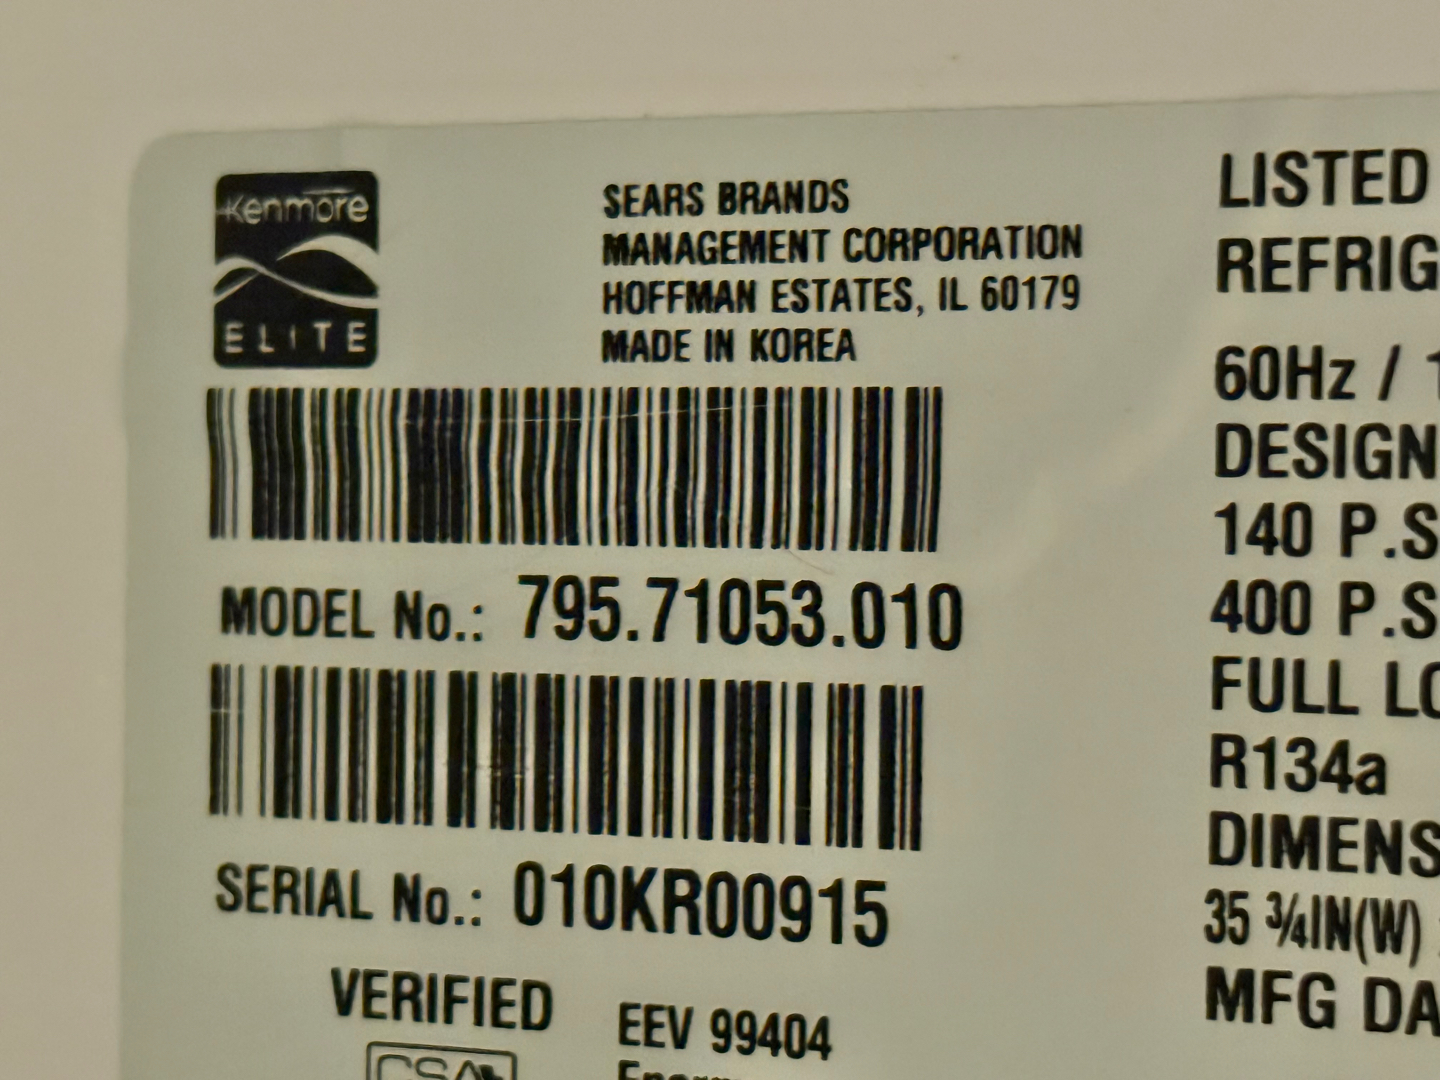 Kenmore
ELITE
SEARS BRANDS
MANAGEMENT CORPORATION
HOFFMAN ESTATES, IL 60179
MADE IN KOREA
MODEL No.: 795.71053.010
SERIAL No.: 010KR00915
VERIFIED
EEV 99404
CSA
LISTED
REFRIG
60Hz / 1
DESIGN
140 P.S
400 P.S
FULL LO
R134a
DIMENS
35 ¾IN(W)
MFG DA